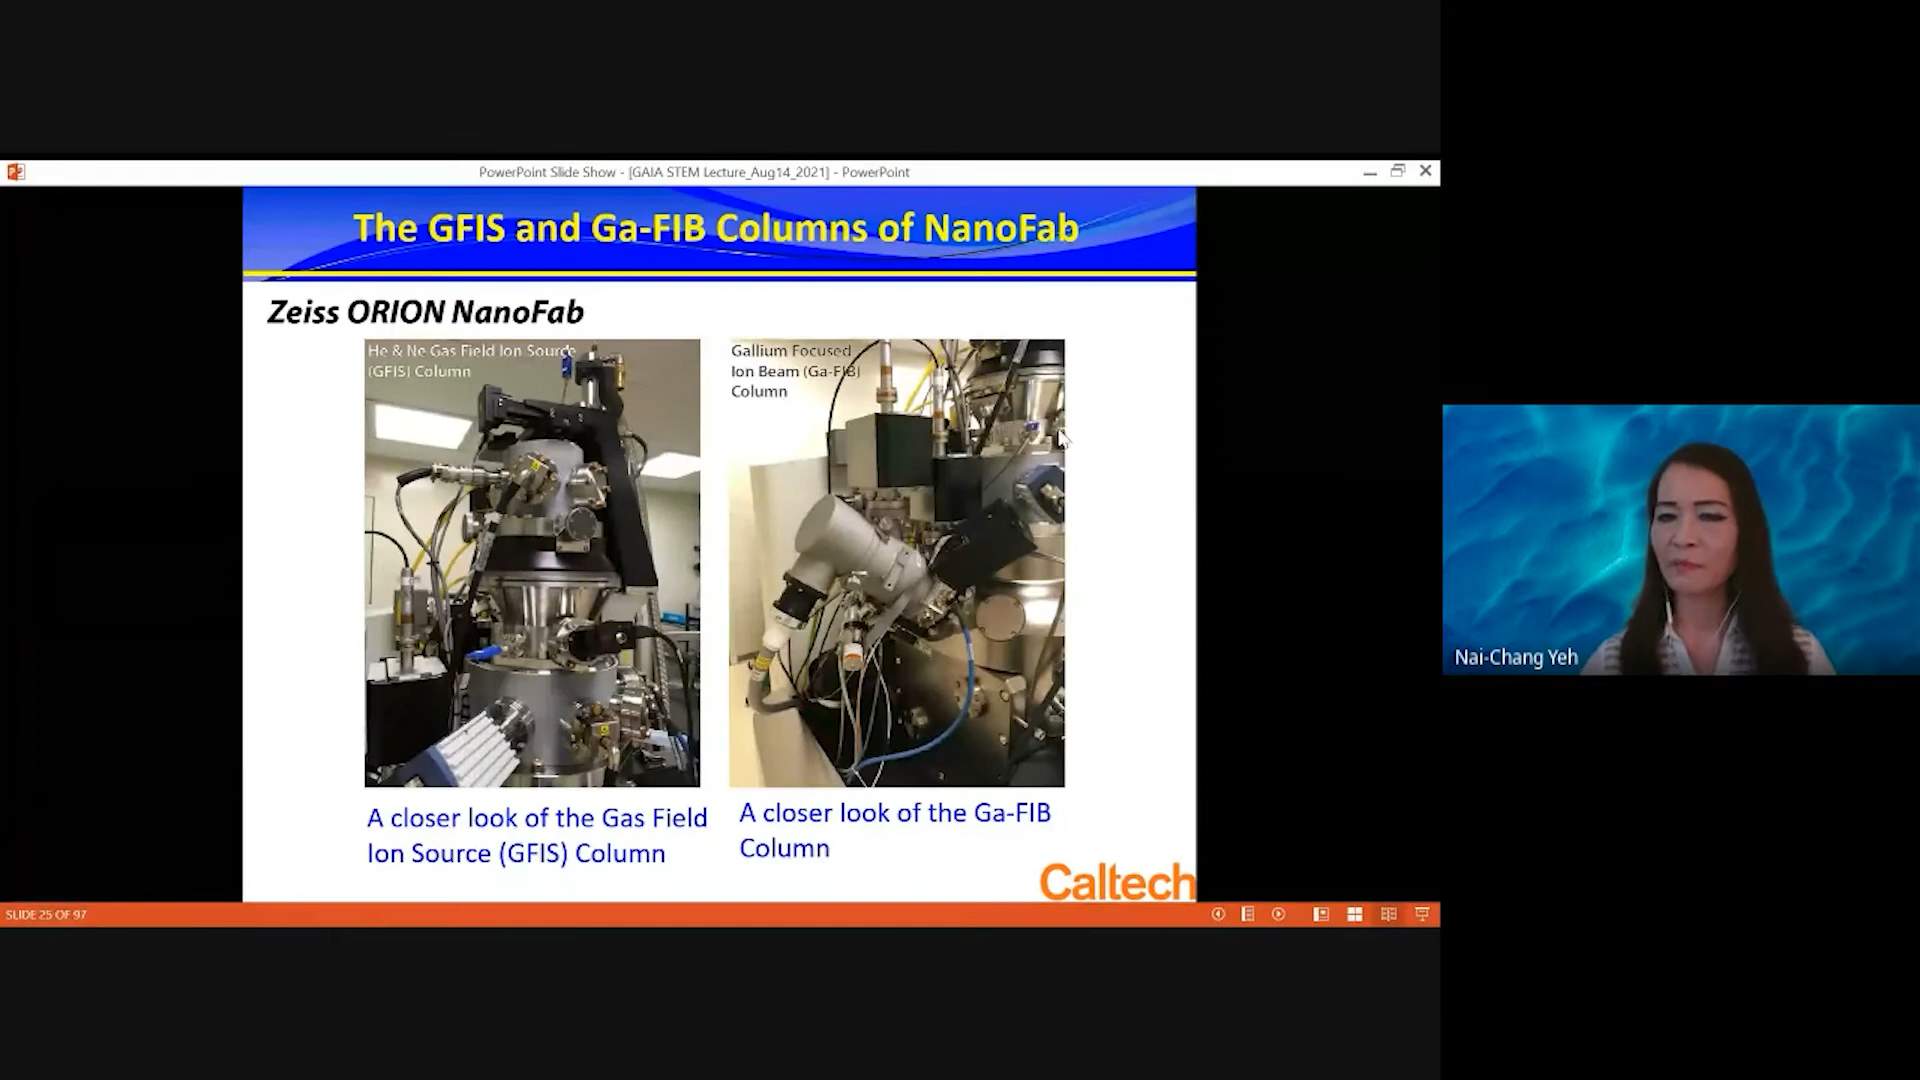 PowerPoint Slide Show - [GAIA STEM Lecture_Aug14_2021] - PowerPoint
The GFIS and Ga-FIB Columns of NanoFab
Zeiss ORION NanoFab
He & Ne Gas Field Ion Source
(GFIS) Column
Gallium Focused
Ion Beam (Ga-FIB)
Column
A closer look of the Gas Field
Ion Source (GFIS) Column
A closer look of the Ga-FIB
Column
Caltech
SLIDE 25 OF 97
Nai-Chang Yeh